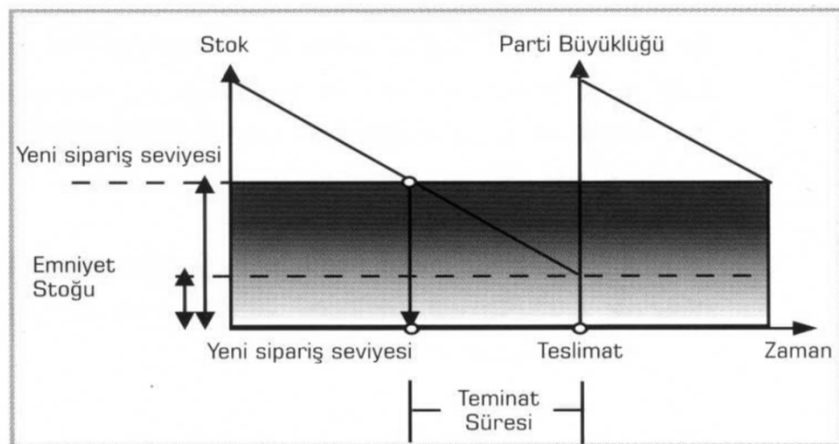 Stok
Parti Büyüklüğü
Yeni sipariş seviyesi
Emniyet
Stoğu
Yeni sipariş seviyesi
Teslimat
Zaman
Teminat
Süresi